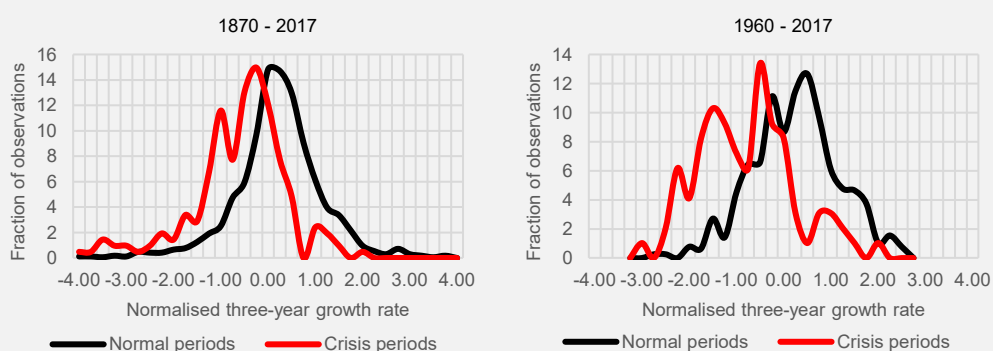 1870 - 2017
Fraction of observations
16
14
12
10
8
6
4
2
0
-4.00 -3.00 -2.00 -1.00 0.00 1.00 2.00 3.00 4.00
Normalised three-year growth rate
Normal periods Crisis periods
1960 - 2017
Fraction of observations
14
12
10
8
6
4
2
0
-4.00 -3.00 -2.00 -1.00 0.00 1.00 2.00 3.00 4.00
Normalised three-year growth rate
Normal periods Crisis periods